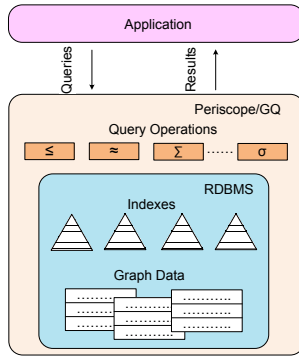 Application
Queries
Results
Periscope/GQ
Query Operations
≤ ≈ Σ ...... σ
RDBMS
Indexes
Graph Data